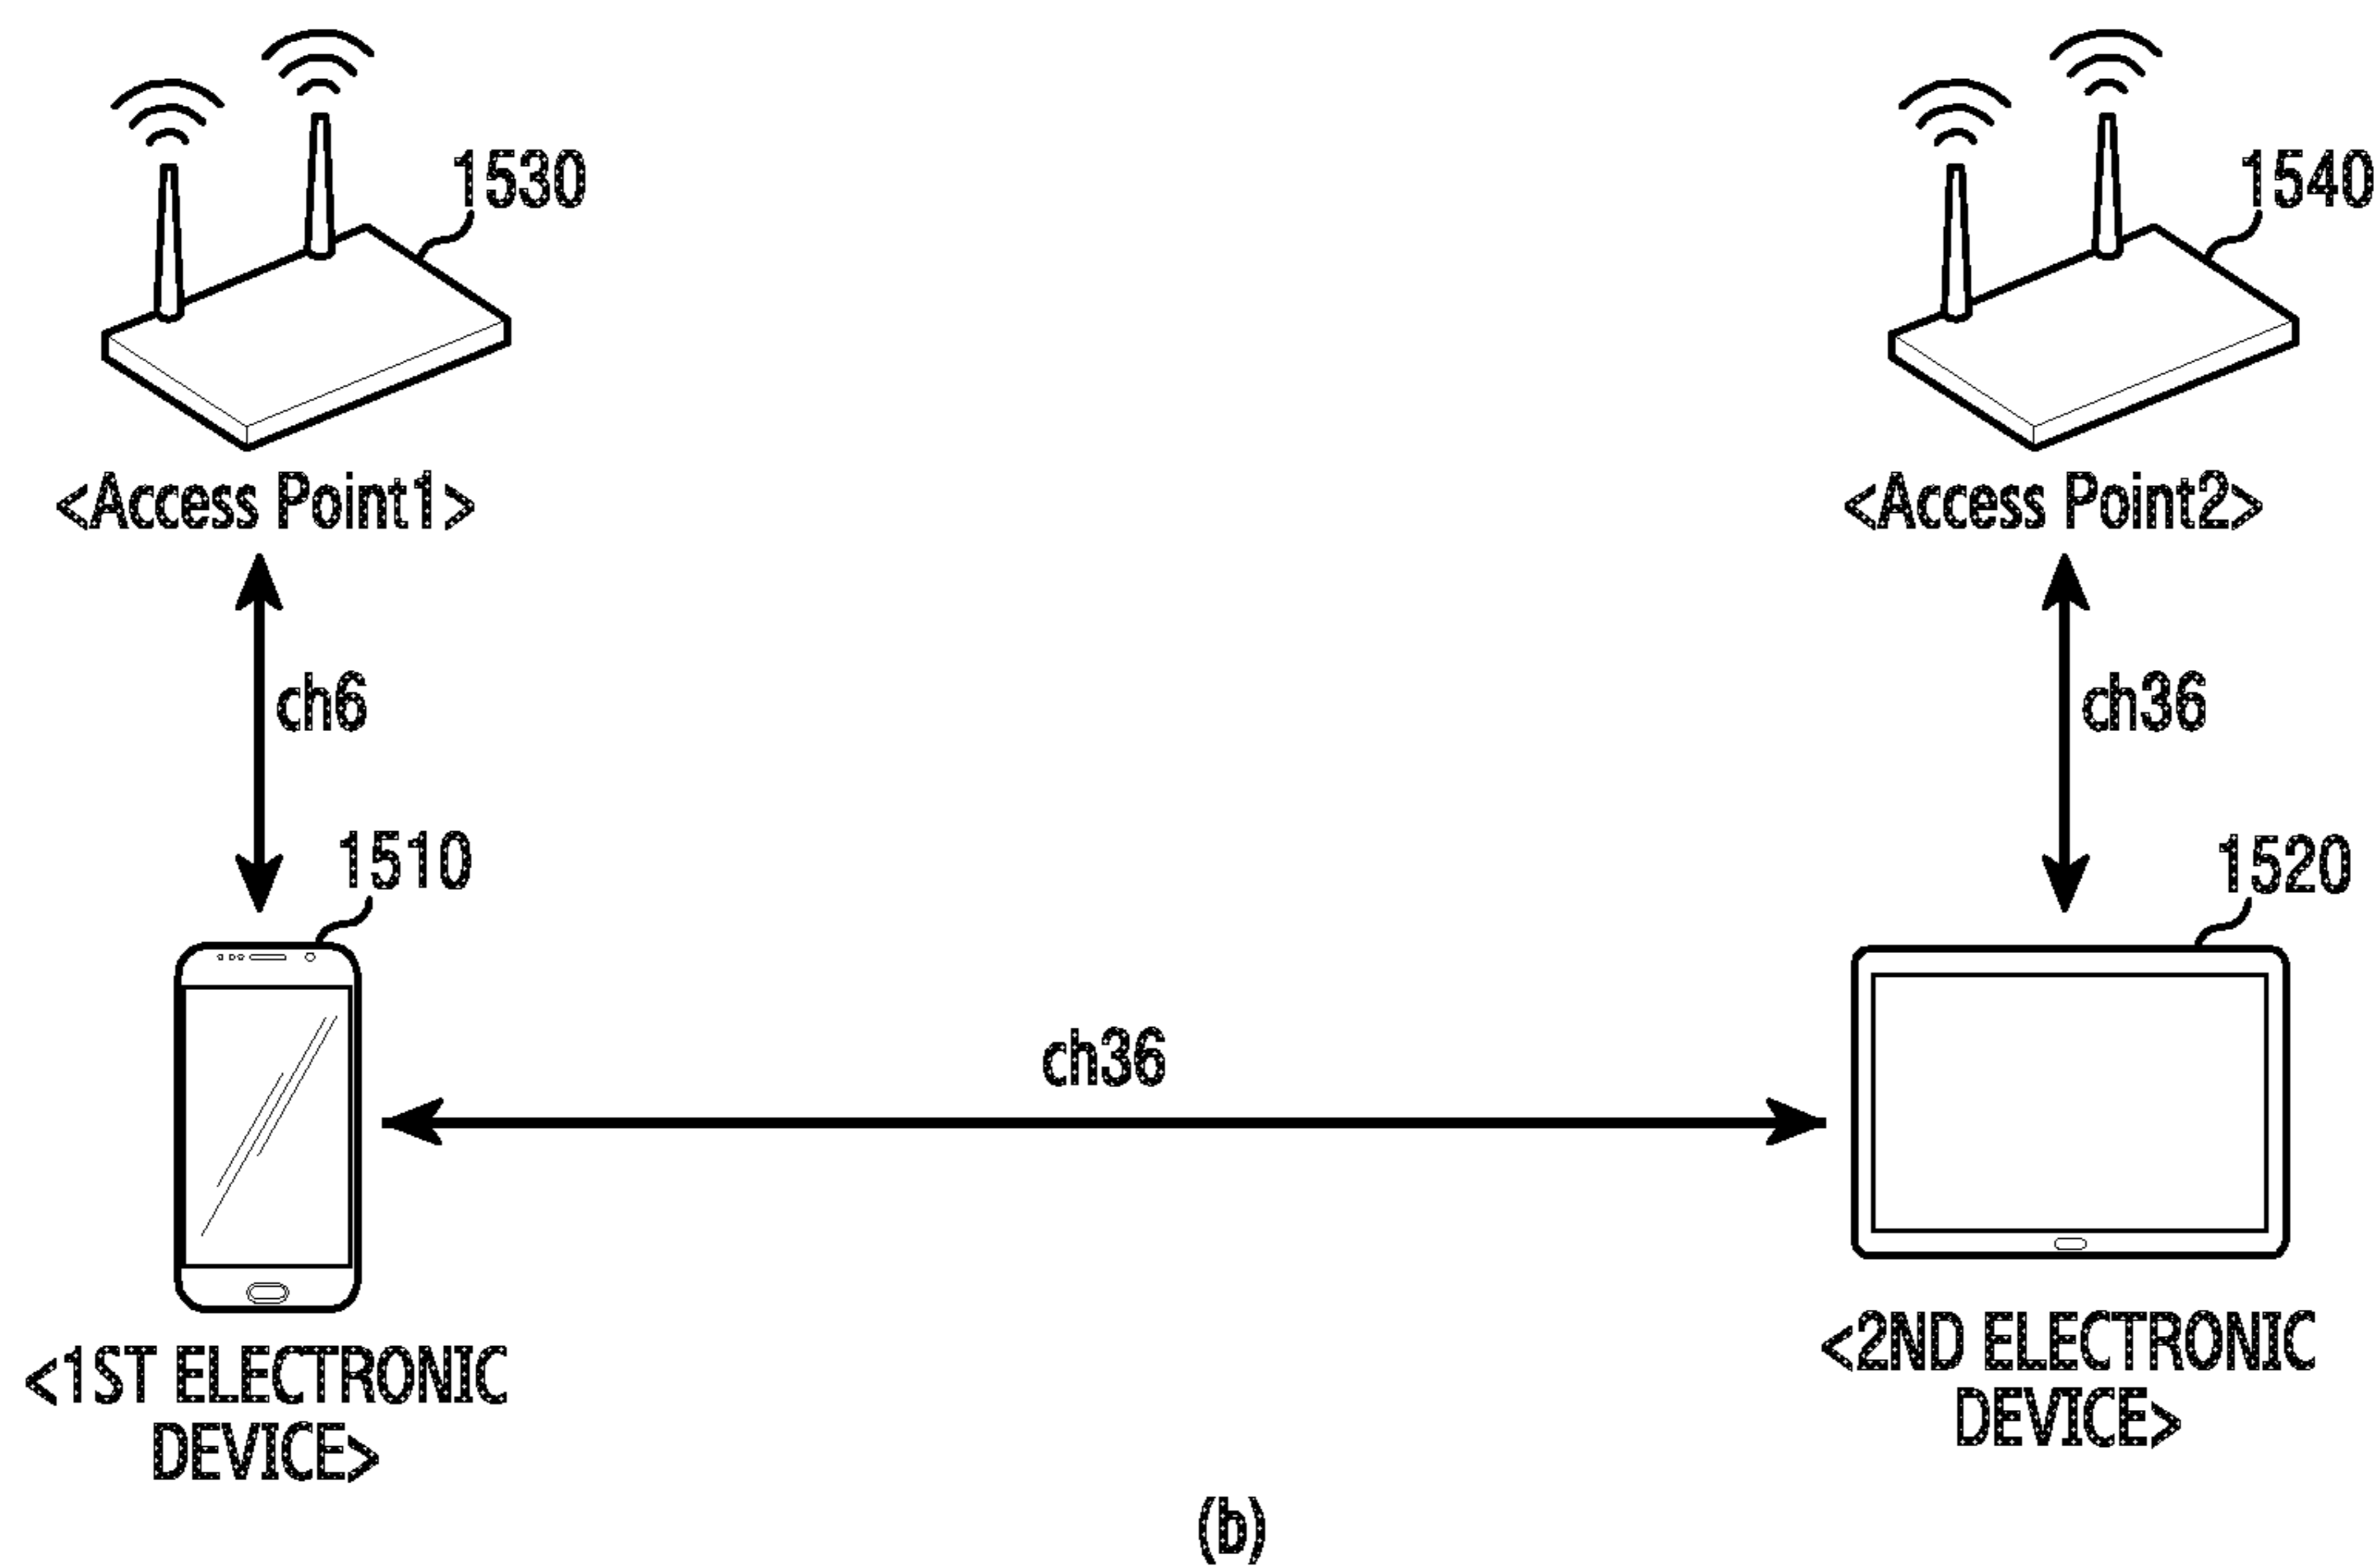 1530
1540
<Access Point1>
<Access Point2>
ch6
ch36
1510
1520
ch36
<1ST ELECTRONIC
DEVICE>
<2ND ELECTRONIC
DEVICE>
(b)